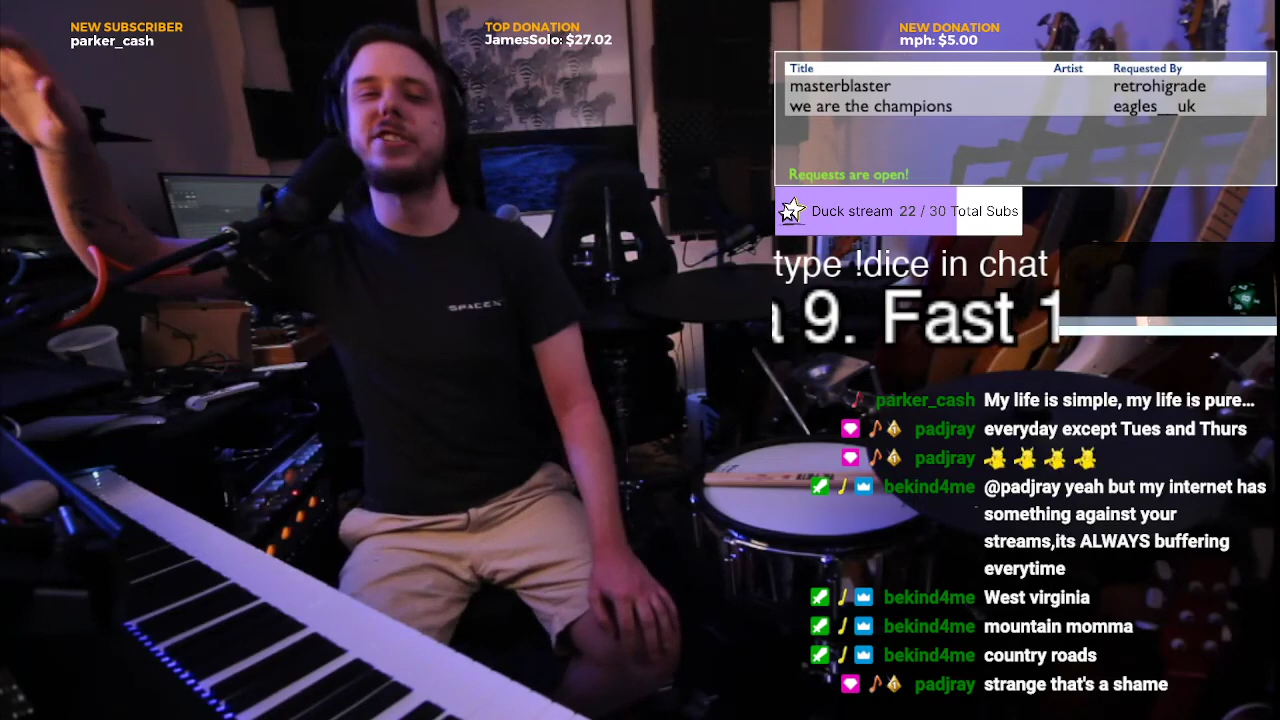 NEW SUBSCRIBER
parker_cash
TOP DONATION
JamesSolo: $27.02
NEW DONATION
mph: $5.00
Title Artist Requested By
masterblaster retrohigrade
we are the champions eagles__uk
Requests are open!
Duck stream 22 / 30 Total Subs
type !dice in chat
9. Fast 1
SPACEX
parker_cash My life is simple, my life is pure...
padjray everyday except Tues and Thurs
padjray
bekind4me @padjray yeah but my internet has
something against your
streams,its ALWAYS buffering
everytime
bekind4me West virginia
bekind4me mountain momma
bekind4me country roads
padjray strange that's a shame